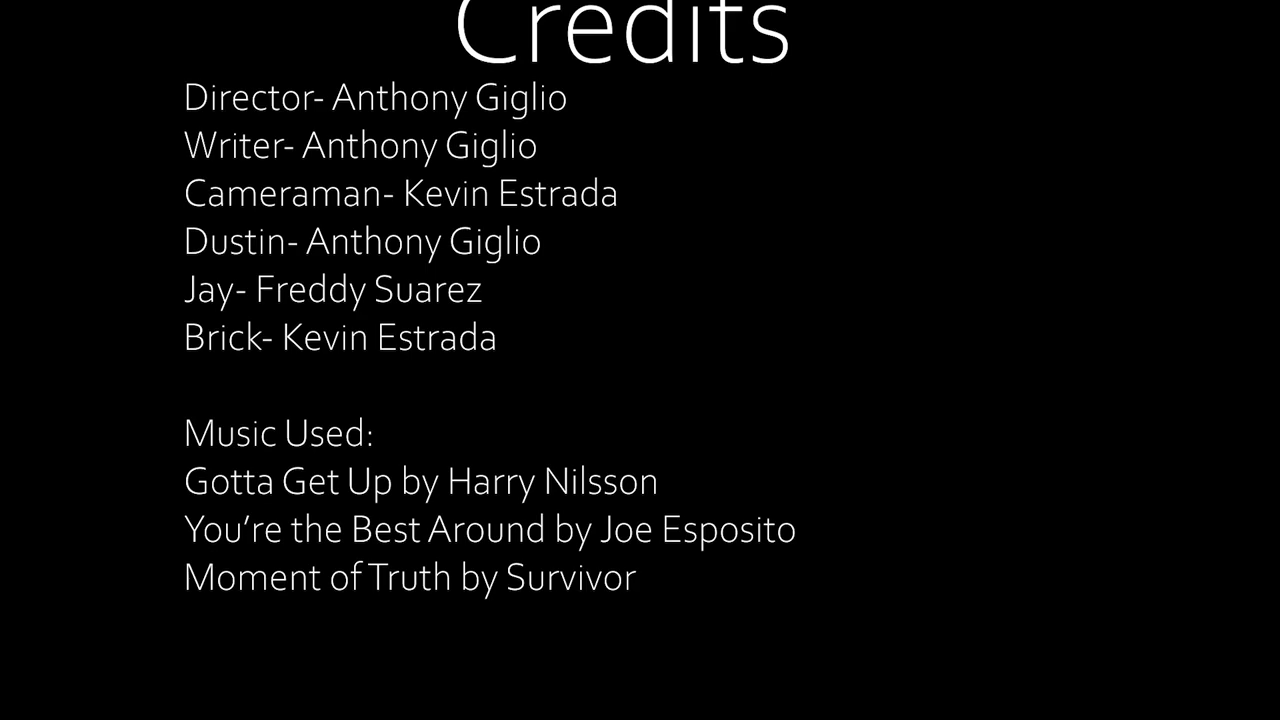 Credits
Director- Anthony Giglio
Writer- Anthony Giglio
Cameraman- Kevin Estrada
Dustin- Anthony Giglio
Jay- Freddy Suarez
Brick- Kevin Estrada
Music Used:
Gotta Get Up by Harry Nilsson
You’re the Best Around by Joe Esposito
Moment of Truth by Survivor